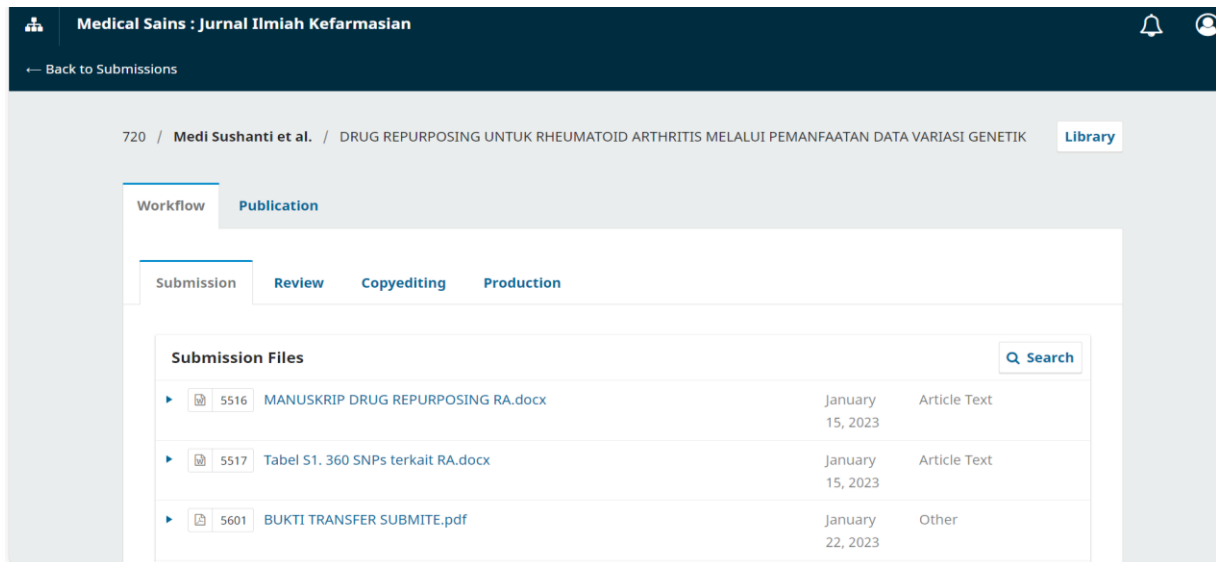 Medical Sains : Jurnal Ilmiah Kefarmasian
← Back to Submissions
720 / Medi Sushanti et al. / DRUG REPURPOSING UNTUK RHEUMATOID ARTHRITIS MELALUI PEMANFAATAN DATA VARIASI GENETIK Library
Workflow Publication
Submission Review Copyediting Production
Submission Files Search
5516 MANUSKRIP DRUG REPURPOSING RA.docx January Article Text
15, 2023
5517 Tabel S1. 360 SNPs terkait RA.docx January Article Text
15, 2023
5601 BUKTI TRANSFER SUBMITE.pdf January Other
22, 2023